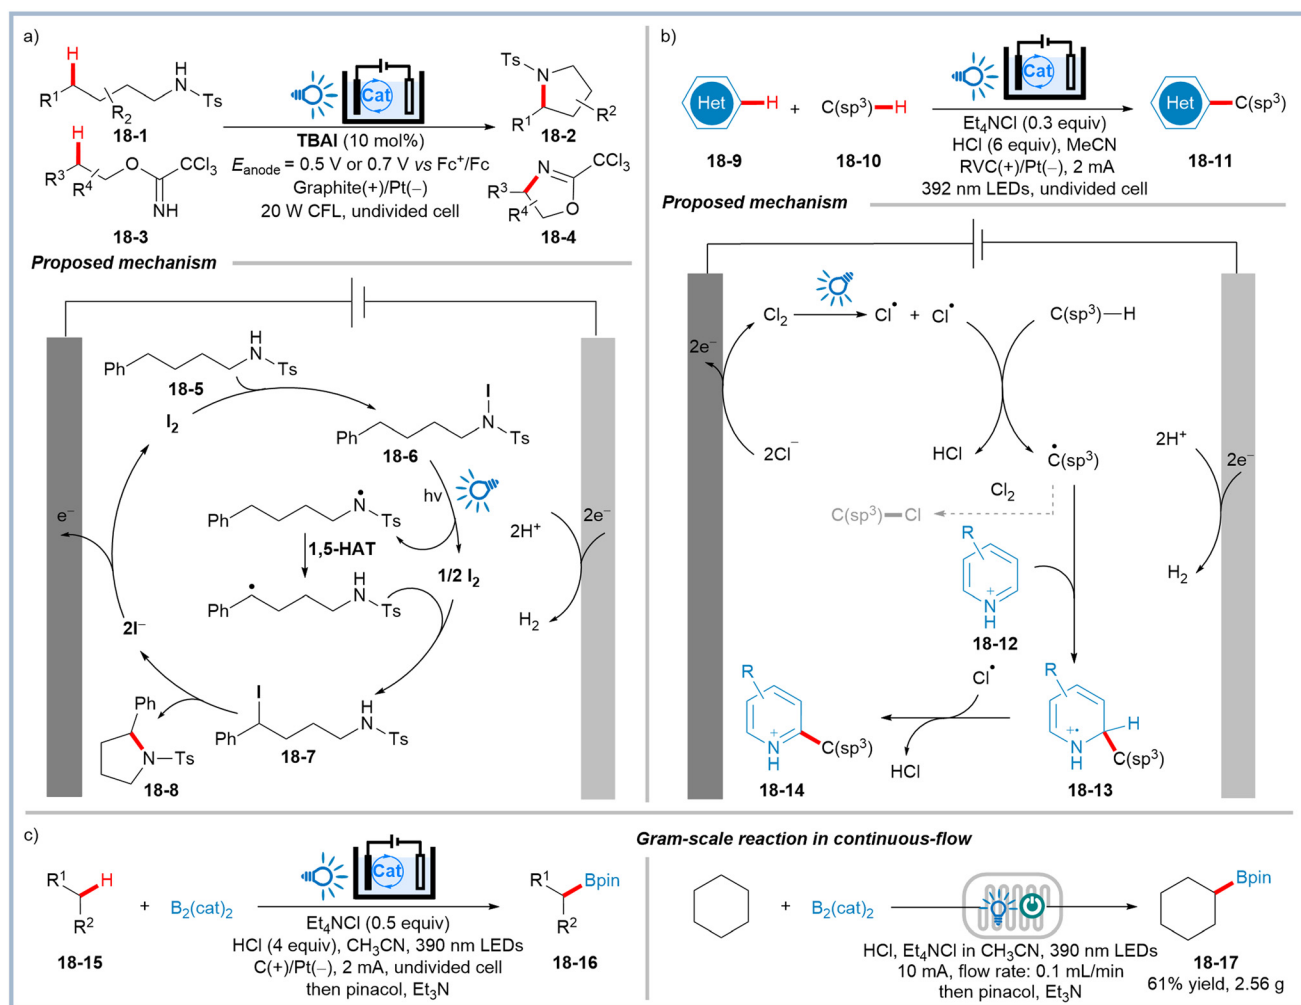 a)
H
R¹
R₂
H
N
Ts
18-1
H
R³
R⁴
O
CCl₃
NH
18-3
Cat
TBAI (10 mol%)
Eanode = 0.5 V or 0.7 V vs Fc⁺/Fc
Graphite(+)/Pt(−)
20 W CFL, undivided cell
Ts
N
R¹
R²
18-2
R³
N
CCl₃
R⁴
O
18-4
Proposed mechanism
H
N
Ph
Ts
18-5
I₂
I
N
Ph
Ts
18-6
hν
N•
Ph
Ts
e⁻
1,5-HAT
2H⁺
2e⁻
1/2 I₂
H
N
Ph
Ts
H₂
2I⁻
Ph
I
H
N
N
Ts
Ph
Ts
18-7
18-8
b)
Het
H
+
C(sp³)
H
18-9
18-10
Cat
Et₄NCl (0.3 equiv)
HCl (6 equiv), MeCN
RVC(+)/Pt(−), 2 mA
392 nm LEDs, undivided cell
Het
C(sp³)
18-11
Proposed mechanism
Cl₂
Cl•
+
Cl•
C(sp³)—H
2e⁻
2Cl⁻
HCl
•C(sp³)
2H⁺
2e⁻
Cl₂
C(sp³)—Cl
R
+
N
H
18-12
H₂
Cl•
R
+
N
H
C(sp³)
18-14
HCl
R
H
+•
N
H
C(sp³)
18-13
c)
R¹
H
R²
18-15
+
B₂(cat)₂
Cat
Et₄NCl (0.5 equiv)
HCl (4 equiv), CH₃CN, 390 nm LEDs
C(+)/Pt(−), 2 mA, undivided cell
then pinacol, Et₃N
R¹
Bpin
R²
18-16
Gram-scale reaction in continuous-flow
+
B₂(cat)₂
HCl, Et₄NCl in CH₃CN, 390 nm LEDs
10 mA, flow rate: 0.1 mL/min
then pinacol, Et₃N
Bpin
18-17
61% yield, 2.56 g